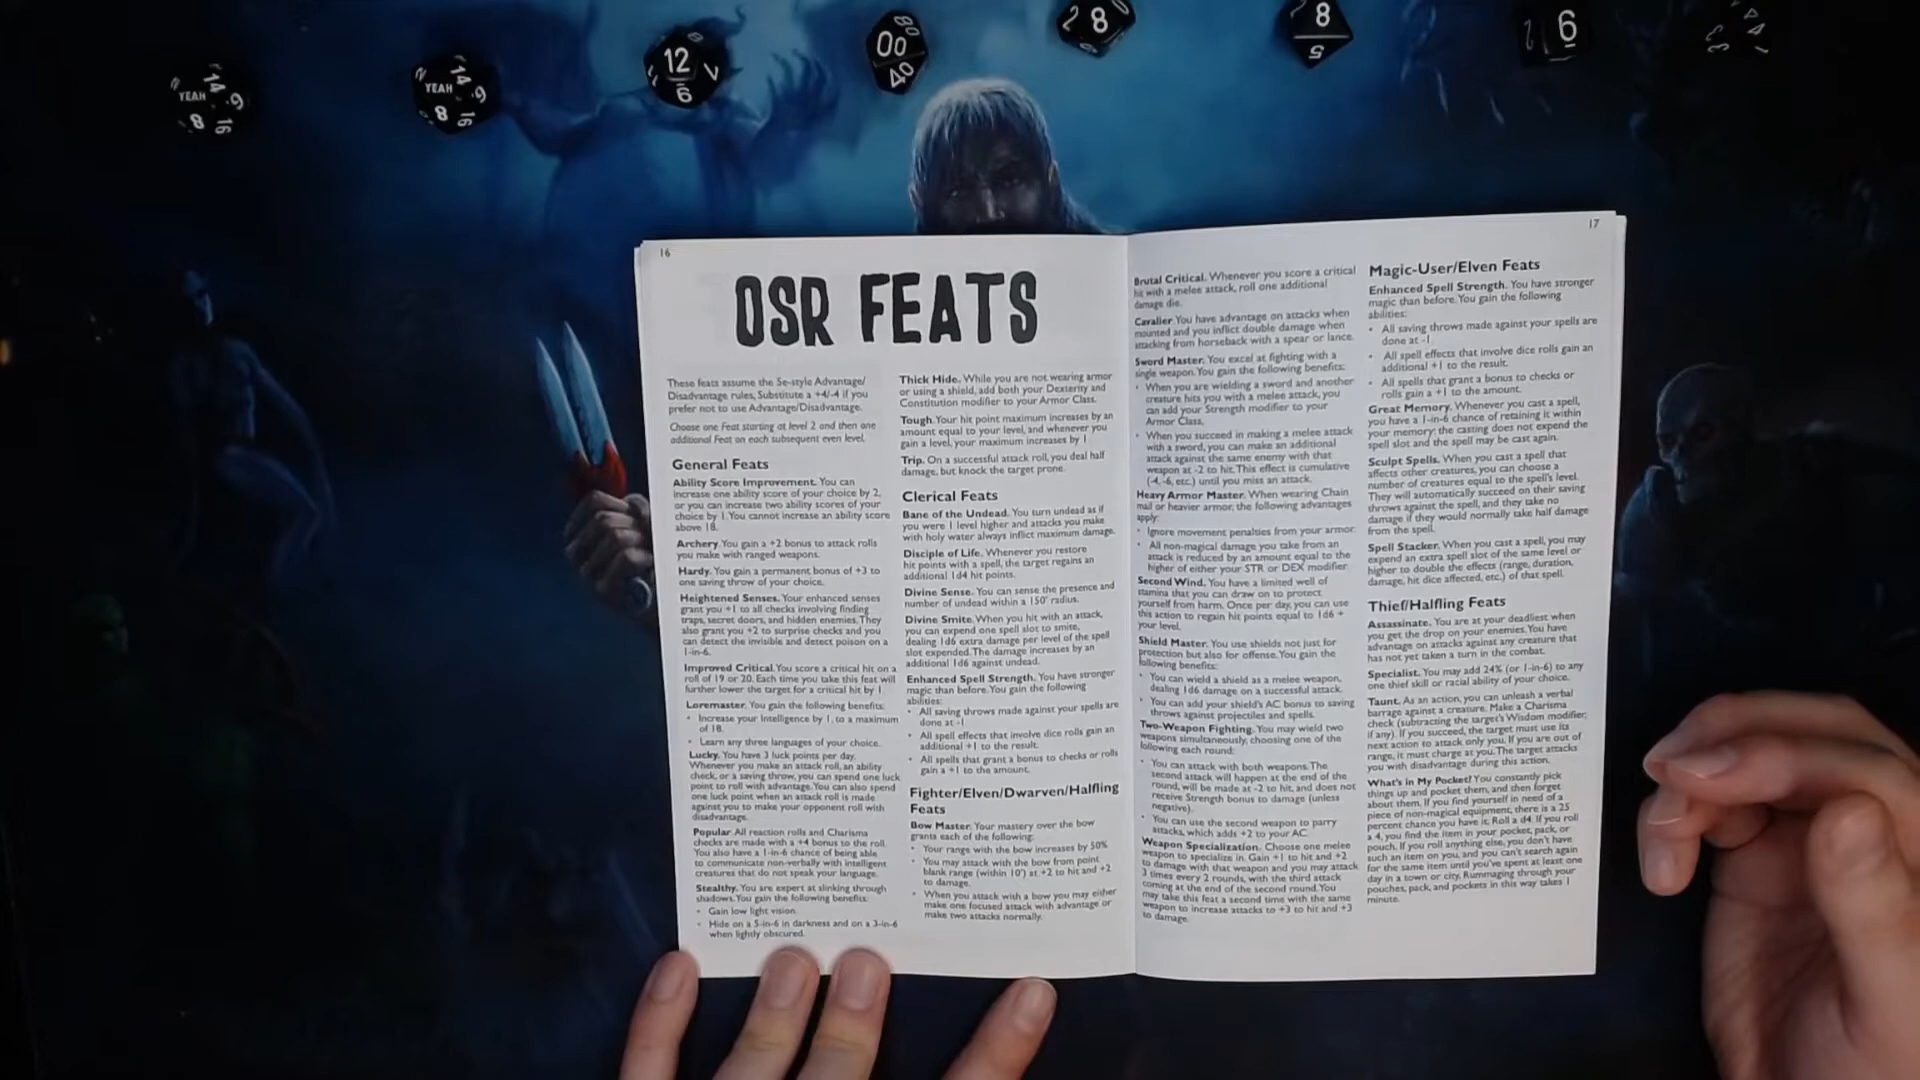 YEAH 14 9 8 16
YEAH 14 9 8 16
12 6
00 40 80
2 8
8 5
9
16
OSR FEATS
These feats assume the 5e-style Advantage/
Disadvantage rules, Substitute a +4/-4 if you
prefer not to use Advantage/Disadvantage.
Choose one Feat starting at level 2 and then one
additional Feat on each subsequent even level.
General Feats
Ability Score Improvement. You can
increase one ability score of your choice by 2,
or you can increase two ability scores of your
choice by 1. You cannot increase an ability score
above 18.
Archery. You gain a +2 bonus to attack rolls
you make with ranged weapons.
Hardy. You gain a permanent bonus of +3 to
one saving throw of your choice.
Heightened Senses. Your enhanced senses
grant you +1 to all checks involving finding
traps, secret doors, and hidden enemies. They
also grant you +2 to surprise checks and you
can detect the invisible and detect poison on a
1-in-6.
Improved Critical. You score a critical hit on a
roll of 19 or 20. Each time you take this feat will
further lower the target for a critical hit by 1
Loremaster. You gain the following benefits:
• Increase your Intelligence by 1, to a maximum
of 18.
• Learn any three languages of your choice.
Lucky. You have 3 luck points per day.
Whenever you make an attack roll, an ability
check, or a saving throw, you can spend one luck
point to roll with advantage. You can also spend
one luck point when an attack roll is made
against you to make your opponent roll with
disadvantage.
Popular. All reaction rolls and Charisma
checks are made with a +4 bonus to the roll.
You also have a 1-in-6 chance of being able
to communicate non-verbally with intelligent
creatures that do not speak your language.
Stealthy. You are expert at slinking through
shadows. You gain the following benefits:
• Gain low light vision.
• Hide on a 5-in-6 in darkness and on a 3-in-6
when lightly obscured.
Thick Hide. While you are not wearing armor
or using a shield, add both your Dexterity and
Constitution modifier to your Armor Class.
Tough. Your hit point maximum increases by an
amount equal to your level, and whenever you
gain a level, your maximum increases by 1
Trip. On a successful attack roll, you deal half
damage, but knock the target prone.
Clerical Feats
Bane of the Undead. You turn undead as if
you were 1 level higher and attacks you make
with holy water always inflict maximum damage.
Disciple of Life. Whenever you restore
hit points with a spell, the target regains an
additional 1d4 hit points.
Divine Sense. You can sense the presence and
number of undead within a 150' radius.
Divine Smite. When you hit with an attack,
you can expend one spell slot to smite,
dealing 1d6 extra damage per level of the spell
slot expended. The damage increases by an
additional 1d6 against undead.
Enhanced Spell Strength. You have stronger
magic than before. You gain the following
abilities:
• All saving throws made against your spells are
done at -1
• All spell effects that involve dice rolls gain an
additional +1 to the result.
• All spells that grant a bonus to checks or rolls
gain a +1 to the amount.
Fighter/Elven/Dwarven/Halfling
Feats
Bow Master. Your mastery over the bow
grants each of the following:
• Your range with the bow increases by 50%
• You may attack with the bow from point
blank range (within 10') at +2 to hit and +2
to damage.
• When you attack with a bow you may either
make one focused attack with advantage or
make two attacks normally.
17
Brutal Critical. Whenever you score a critical
hit with a melee attack, roll one additional
damage die.
Cavalier. You have advantage on attacks when
mounted and you inflict double damage when
attacking from horseback with a spear or lance.
Sword Master. You excel at fighting with a
single weapon. You gain the following benefits:
• When you are wielding a sword and another
creature hits you with a melee attack, you
can add your Strength modifier to your
Armor Class.
• When you succeed in making a melee attack
with a sword, you can make an additional
attack against the same enemy with that
weapon at -2 to hit. This effect is cumulative
(-4, -6, etc.) until you miss an attack.
Heavy Armor Master. When wearing Chain
mail or heavier armor, the following advantages
apply:
• Ignore movement penalties from your armor.
• All non-magical damage you take from an
attack is reduced by an amount equal to the
higher of either your STR or DEX modifier
Second Wind. You have a limited well of
stamina that you can draw on to protect
yourself from harm. Once per day, you can use
this action to regain hit points equal to 1d6 +
your level.
Shield Master. You use shields not just for
protection but also for offense. You gain the
following benefits:
• You can wield a shield as a melee weapon,
dealing 1d6 damage on a successful attack.
• You can add your shield's AC bonus to saving
throws against projectiles and spells.
Two-Weapon Fighting. You may wield two
weapons simultaneously, choosing one of the
following each round:
• You can attack with both weapons. The
second attack will happen at the end of the
round, will be made at -2 to hit, and does not
receive Strength bonus to damage (unless
negative).
• You can use the second weapon to parry
attacks, which adds +2 to your AC.
Weapon Specialization. Choose one melee
weapon to specialize in. Gain +1 to hit and +2
to damage with that weapon and you may attack
3 times every 2 rounds, with the third attack
coming at the end of the second round. You
may take this feat a second time with the same
weapon to increase attacks to +3 to hit and +3
to damage.
Magic-User/Elven Feats
Enhanced Spell Strength. You have stronger
magic than before. You gain the following
abilities:
• All saving throws made against your spells are
done at -1.
• All spell effects that involve dice rolls gain an
additional +1 to the result.
• All spells that grant a bonus to checks or
rolls gain a +1 to the amount.
Great Memory. Whenever you cast a spell,
you have a 1-in-6 chance of retaining it within
your memory: the casting does not expend the
spell slot and the spell may be cast again.
Sculpt Spells. When you cast a spell that
affects other creatures, you can choose a
number of creatures equal to the spell's level.
They will automatically succeed on their saving
throws against the spell, and they take no
damage if they would normally take half damage
from the spell.
Spell Stacker. When you cast a spell, you may
expend an extra spell slot of the same level or
higher to double the effects (range, duration,
damage, hit dice affected, etc.) of that spell.
Thief/Halfling Feats
Assassinate. You are at your deadliest when
you get the drop on your enemies. You have
advantage on attacks against any creature that
has not yet taken a turn in the combat.
Specialist. You may add 24% (or 1-in-6) to any
one thief skill or racial ability of your choice.
Taunt. As an action, you can unleash a verbal
barrage against a creature. Make a Charisma
check (subtracting the target's Wisdom modifier,
if any). If you succeed, the target must use its
next action to attack only you. If you are out of
range, it must charge at you. The target attacks
you with disadvantage during this action.
What's in My Pocket? You constantly pick
things up and pocket them, and then forget
about them. If you find yourself in need of a
piece of non-magical equipment, there is a 25
percent chance you have it. Roll a d4. If you roll
a 4, you find the item in your pocket, pack, or
pouch. If you roll anything else, you don't have
such an item on you, and you can't search again
for the same item until you've spent at least one
day in a town or city. Rummaging through your
pouches, pack, and pockets in this way takes 1
minute.